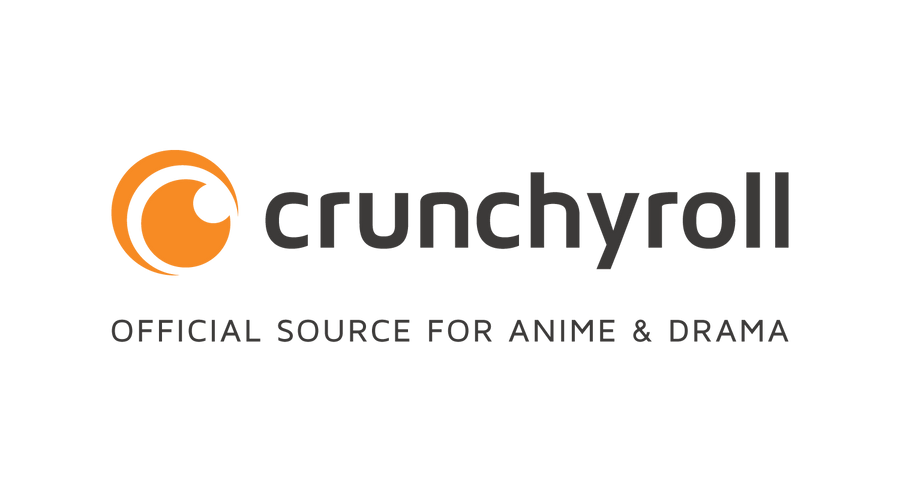 crunchyroll
OFFICIAL SOURCE FOR ANIME & DRAMA